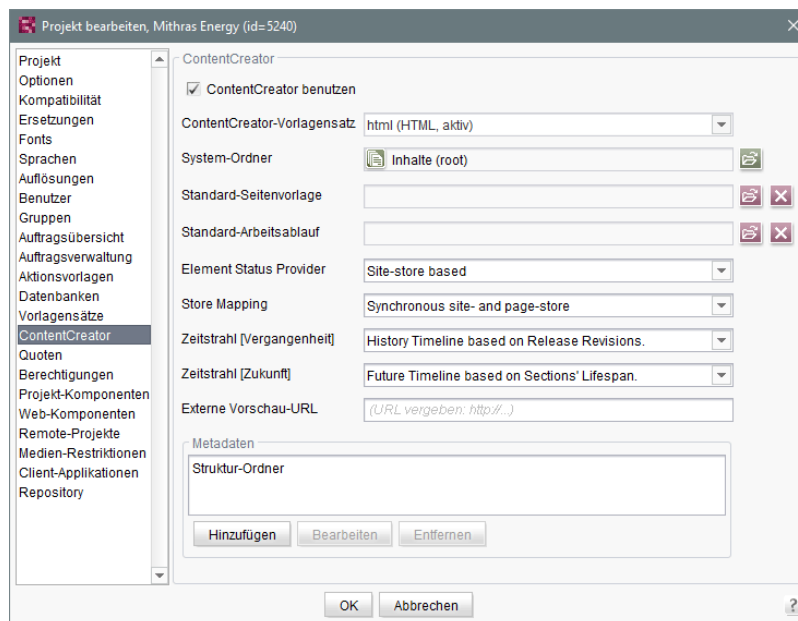 Projekt bearbeiten, Mithras Energy (id=5240)
Projekt
Optionen
Kompatibilität
Ersetzungen
Fonts
Sprachen
Auflösungen
Benutzer
Gruppen
Auftragsübersicht
Auftragsverwaltung
Aktionsvorlagen
Datenbanken
Vorlagensätze
ContentCreator
Quoten
Berechtigungen
Projekt-Komponenten
Web-Komponenten
Remote-Projekte
Medien-Restriktionen
Client-Applikationen
Repository
ContentCreator
ContentCreator benutzen
ContentCreator-Vorlagensatz html (HTML, aktiv)
System-Ordner Inhalte (root)
Standard-Seitenvorlage
Standard-Arbeitsablauf
Element Status Provider Site-store based
Store Mapping Synchronous site- and page-store
Zeitstrahl [Vergangenheit] History Timeline based on Release Revisions.
Zeitstrahl [Zukunft] Future Timeline based on Sections' Lifespan.
Externe Vorschau-URL (URL vergeben: http://...)
Metadaten
Struktur-Ordner
Hinzufügen Bearbeiten Entfernen
OK Abbrechen ?